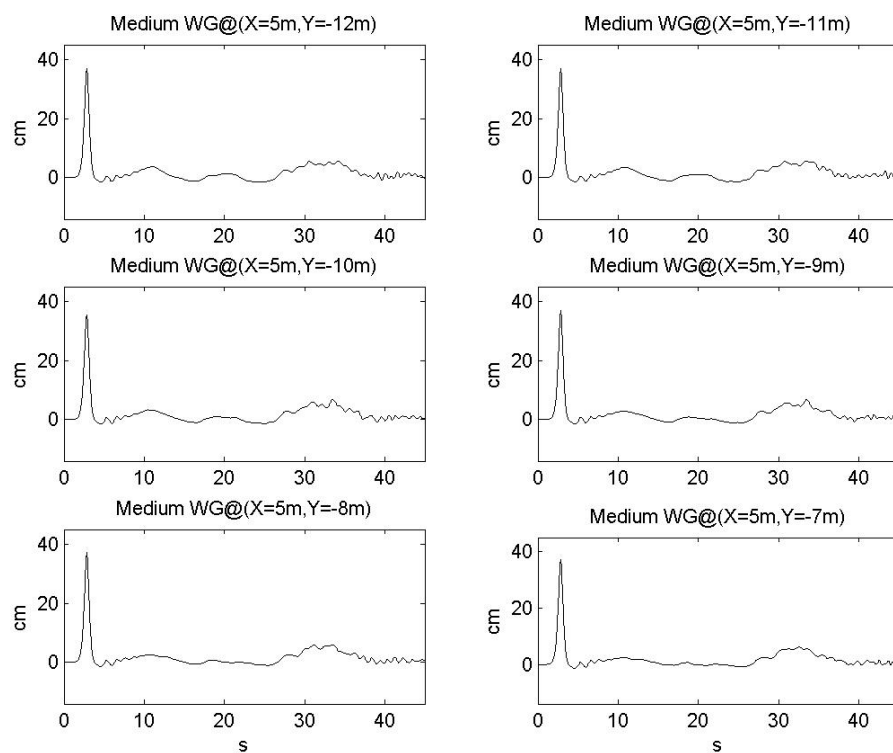 Medium WG@(X=5m,Y=-12m)
40
20
0
cm
0 10 20 30 40
Medium WG@(X=5m,Y=-11m)
40
20
0
cm
0 10 20 30 40
Medium WG@(X=5m,Y=-10m)
40
20
0
cm
0 10 20 30 40
Medium WG@(X=5m,Y=-9m)
40
20
0
cm
0 10 20 30 40
Medium WG@(X=5m,Y=-8m)
40
20
0
cm
0 10 20 30 40
s
Medium WG@(X=5m,Y=-7m)
40
20
0
cm
0 10 20 30 40
s